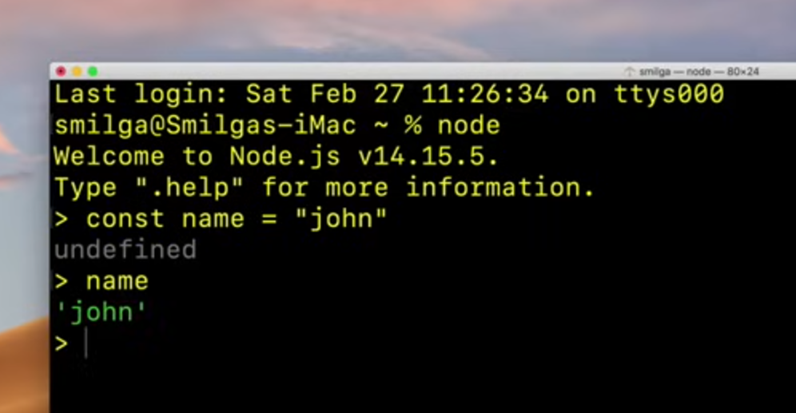 smilga — node — 80×24
Last login: Sat Feb 27 11:26:34 on ttys000
smilga@Smilgas-iMac ~ % node
Welcome to Node.js v14.15.5.
Type ".help" for more information.
> const name = "john"
undefined
> name
'john'
>